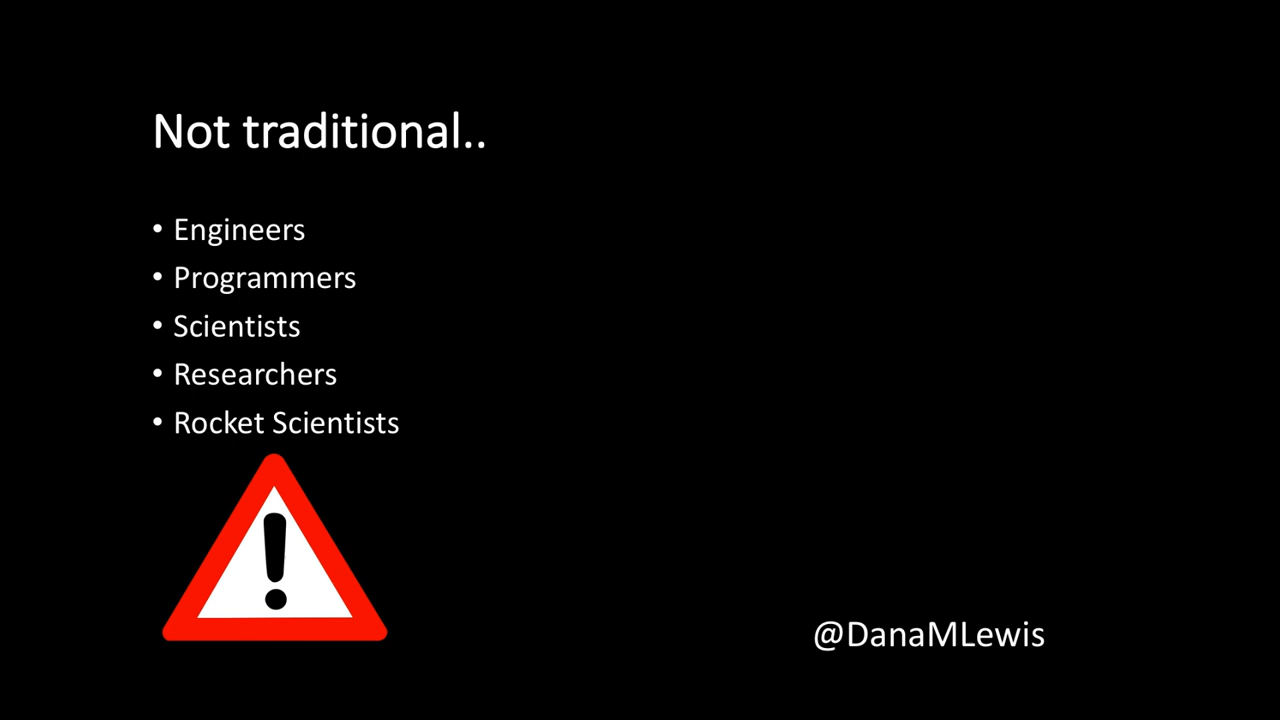 Not traditional..
• Engineers
• Programmers
• Scientists
• Researchers
• Rocket Scientists
@DanaMLewis